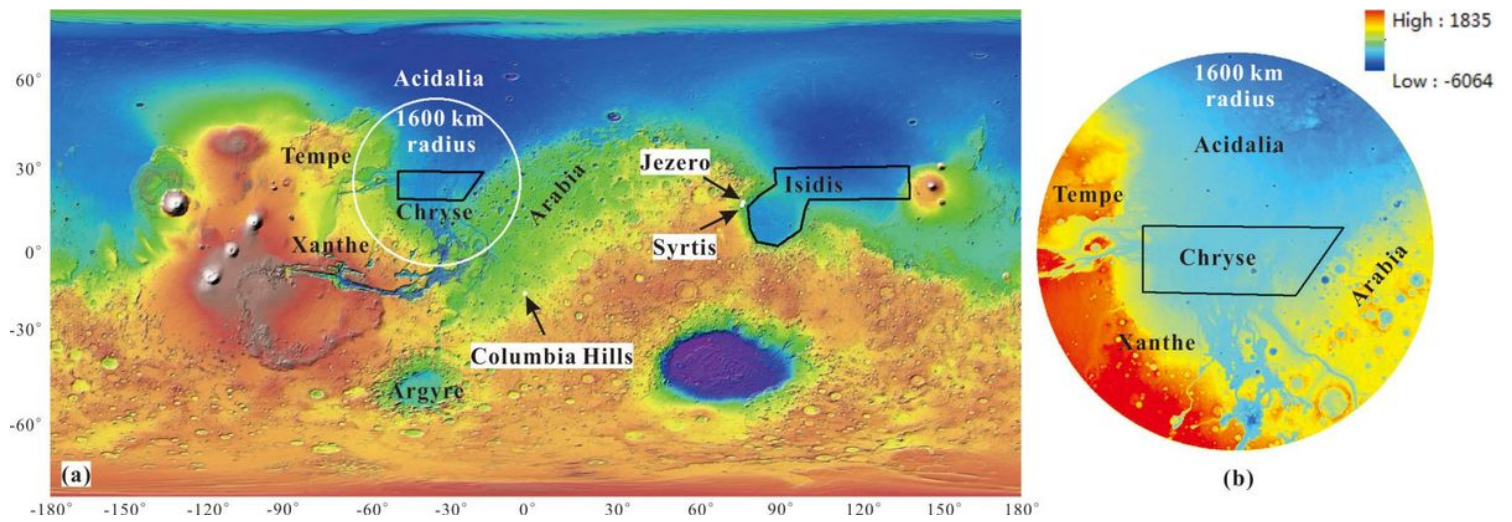 60°
30°
0°
-30°
-60°
Acidalia
1600 km
radius
Tempe
Chryse
Arabia
Xanthe
Jezero
Isidis
Syrtis
Columbia Hills
Argyre
(a)
-180° -150° -120° -90° -60° -30° 0° 30° 60° 90° 120° 150° 180°
High : 1835
Low : -6064
1600 km
radius
Acidalia
Tempe
Chryse
Arabia
Xanthe
(b)